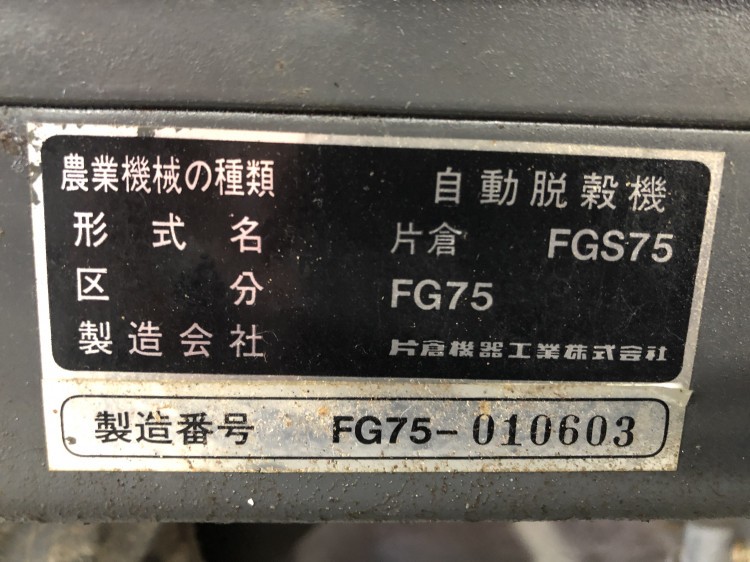 農業機械の種類 自動脱穀機
形式名 片倉 FGS75
区分 FG75
製造会社 片倉機器工業株式会社
製造番号 FG75-010603